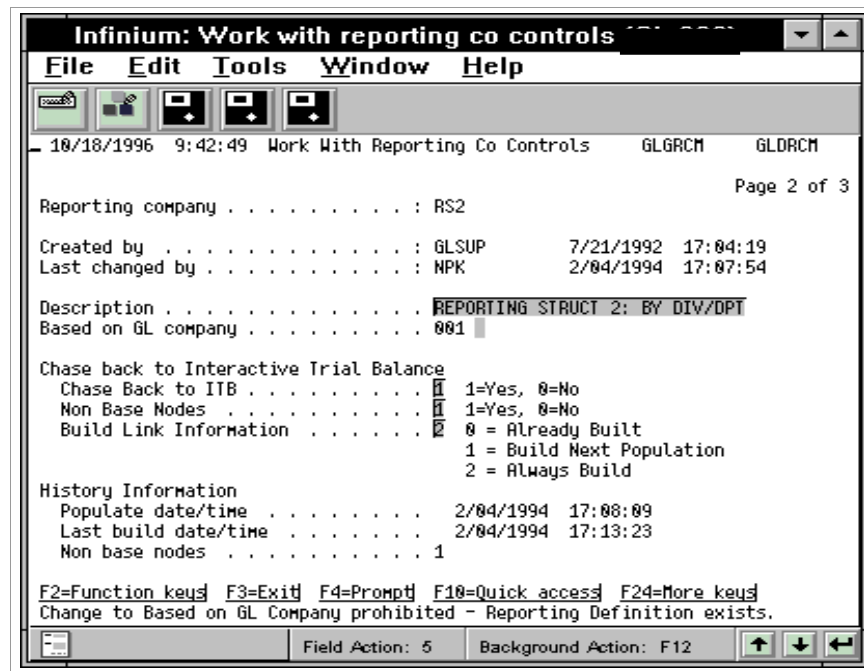 Infinium: Work with reporting co controls
File Edit Tools Window Help
10/18/1996 9:42:49 Work With Reporting Co Controls GLGRCM GLDRCM
Page 2 of 3
Reporting company . . . . . . . . . . : RS2
Created by . . . . . . . . . . . . . : GLSUP 7/21/1992 17:04:19
Last changed by . . . . . . . . . . . : NPK 2/04/1994 17:07:54
Description . . . . . . . . . . . . . REPORTING STRUCT 2: BY DIV/DPT
Based on GL company . . . . . . . . . 001
Chase back to Interactive Trial Balance
Chase Back to ITB . . . . . . . . . 1 1=Yes, 0=No
Non Base Nodes . . . . . . . . . . 1 1=Yes, 0=No
Build Link Information . . . . . . 2 0 = Already Built
1 = Build Next Population
2 = Always Build
History Information
Populate date/time . . . . . . . . 2/04/1994 17:08:09
Last build date/time . . . . . . . 2/04/1994 17:13:23
Non base nodes . . . . . . . . . . 1
F2=Function keys F3=Exit F4=Prompt F10=Quick access F24=More keys
Change to Based on GL Company prohibited - Reporting Definition exists.
Field Action: 5 Background Action: F12